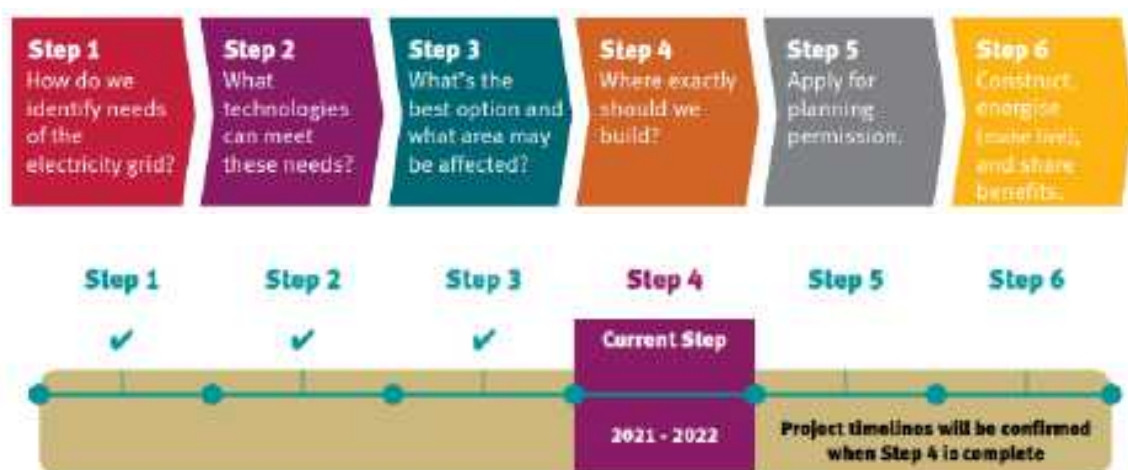 Step 1
How do we
identify needs
of the
electricity grid?
Step 2
What
technologies
can meet
these needs?
Step 3
What's the
best option and
what area may
be affected?
Step 4
Where exactly
should we
build?
Step 5
Apply for
planning
permission.
Step 6
Construct,
energise
(make live),
and share
benefits.
Step 1
Step 2
Step 3
Step 4
Step 5
Step 6
Current Step
2021 - 2022
Project timelines will be confirmed
when Step 4 is complete